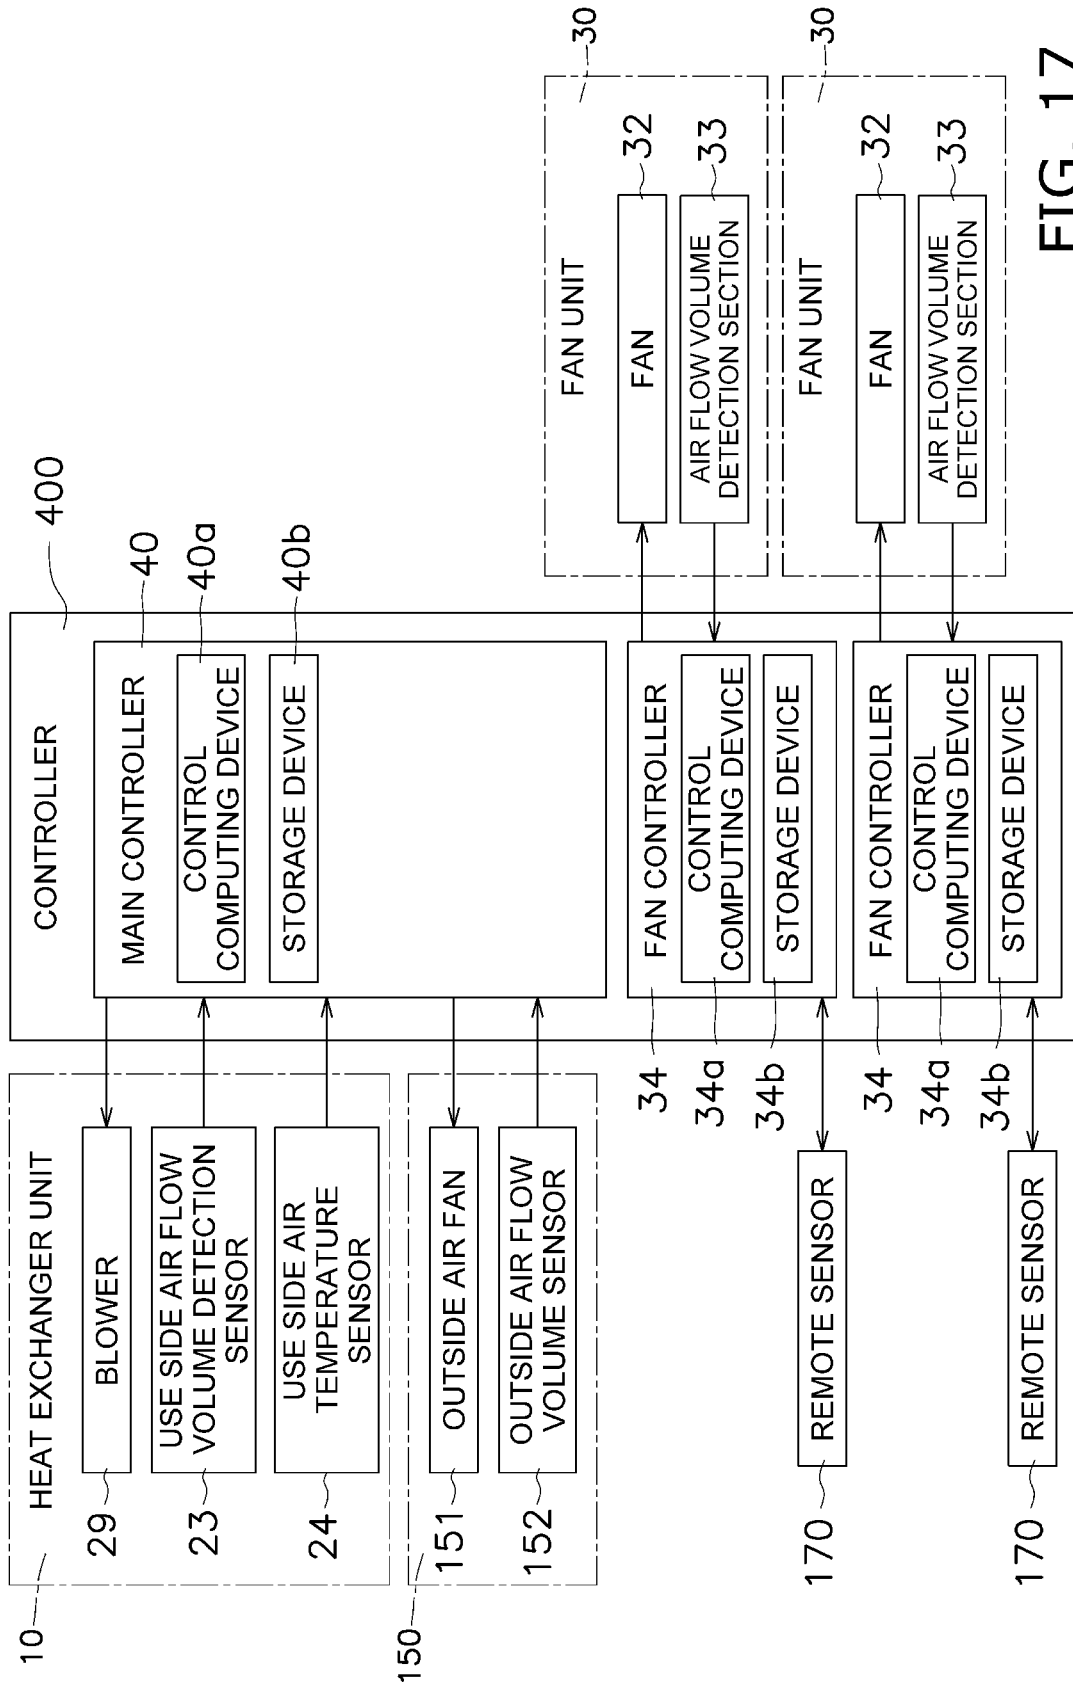 10
HEAT EXCHANGER UNIT
29
BLOWER
23
USE SIDE AIR FLOW
VOLUME DETECTION
SENSOR
24
USE SIDE AIR
TEMPERATURE
SENSOR
150
151
OUTSIDE AIR FAN
152
OUTSIDE AIR FLOW
VOLUME SENSOR
170
REMOTE SENSOR
170
REMOTE SENSOR
400
CONTROLLER
40
MAIN CONTROLLER
40a
CONTROL
COMPUTING DEVICE
40b
STORAGE DEVICE
34
FAN CONTROLLER
34a
CONTROL
COMPUTING DEVICE
34b
STORAGE DEVICE
34
FAN CONTROLLER
34a
CONTROL
COMPUTING DEVICE
34b
STORAGE DEVICE
30
FAN UNIT
32
FAN
33
AIR FLOW VOLUME
DETECTION SECTION
30
FAN UNIT
32
FAN
33
AIR FLOW VOLUME
DETECTION SECTION
FIG. 17